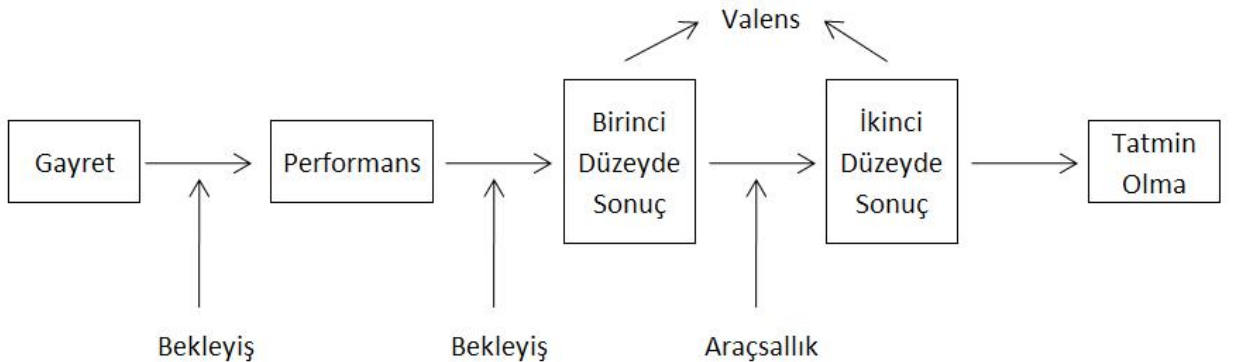 Valens
Gayret
Performans
Birinci
Düzeyde
Sonuç
İkinci
Düzeyde
Sonuç
Tatmin
Olma
Bekleyiş
Bekleyiş
Araçsallık